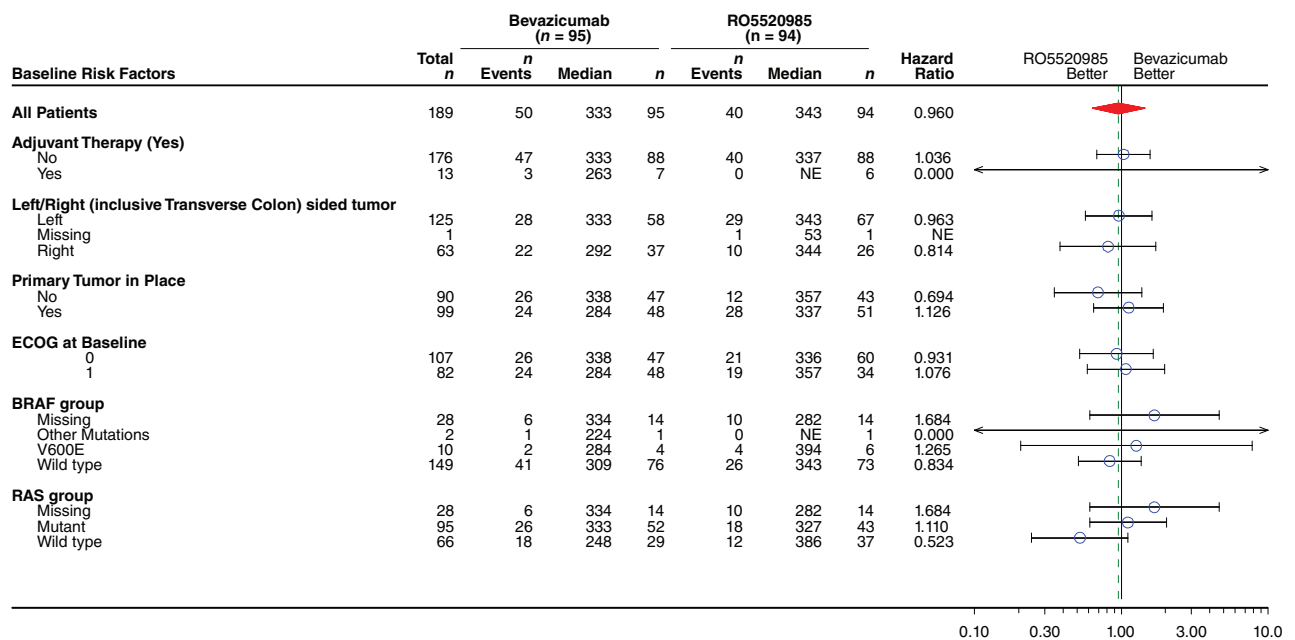 Bevazicumab RO5520985
(n = 95) (n = 94)
Total n n Hazard RO5520985 Bevazicumab
Baseline Risk Factors n Events Median n Events Median n Ratio Better Better
All Patients 189 50 333 95 40 343 94 0.960
Adjuvant Therapy (Yes)
No 176 47 333 88 40 337 88 1.036
Yes 13 3 263 7 0 NE 6 0.000
Left/Right (inclusive Transverse Colon) sided tumor
Left 125 28 333 58 29 343 67 0.963
Missing 1 1 53 1 NE
Right 63 22 292 37 10 344 26 0.814
Primary Tumor in Place
No 90 26 338 47 12 357 43 0.694
Yes 99 24 284 48 28 337 51 1.126
ECOG at Baseline
0 107 26 338 47 21 336 60 0.931
1 82 24 284 48 19 357 34 1.076
BRAF group
Missing 28 6 334 14 10 282 14 1.684
Other Mutations 2 1 224 1 0 NE 1 0.000
V600E 10 2 284 4 4 394 6 1.265
Wild type 149 41 309 76 26 343 73 0.834
RAS group
Missing 28 6 334 14 10 282 14 1.684
Mutant 95 26 333 52 18 327 43 1.110
Wild type 66 18 248 29 12 386 37 0.523
0.10 0.30 1.00 3.00 10.0